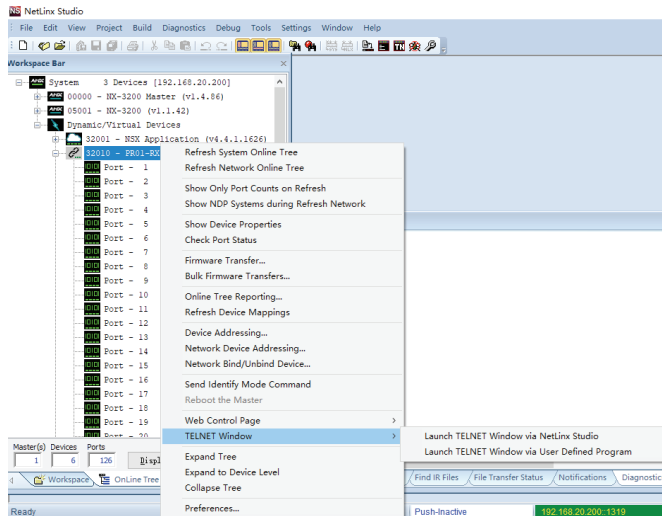 NS NetLinx Studio
File Edit View Project Build Diagnostics Debug Tools Settings Window Help
Workspace Bar
System 3 Devices [192.168.20.200]
00000 - NX-3200 Master (v1.4.86)
05001 - NX-3200 (v1.1.42)
Dynamic/Virtual Devices
32001 - NSX Application (v4.4.1.1626)
32010 - PR01-RX
Port - 1
Port - 2
Port - 3
Port - 4
Port - 5
Port - 6
Port - 7
Port - 8
Port - 9
Port - 10
Port - 11
Port - 12
Port - 13
Port - 14
Port - 15
Port - 16
Port - 17
Port - 18
Port - 19
Port - 20
Refresh System Online Tree
Refresh Network Online Tree
Show Only Port Counts on Refresh
Show NDP Systems during Refresh Network
Show Device Properties
Check Port Status
Firmware Transfer...
Bulk Firmware Transfers...
Online Tree Reporting...
Refresh Device Mappings
Device Addressing...
Network Device Addressing...
Network Bind/Unbind Device...
Send Identify Mode Command
Reboot the Master
Web Control Page
TELNET Window
Expand Tree
Expand to Device Level
Collapse Tree
Preferences...
Launch TELNET Window via NetLinx Studio
Launch TELNET Window via User Defined Program
Master(s) Devices Ports
1 6 126 Displ
Workspace OnLine Tree
Find IR Files File Transfer Status Notifications Diagnostic
Ready
Push-Inactive
192.168.20.200::1319